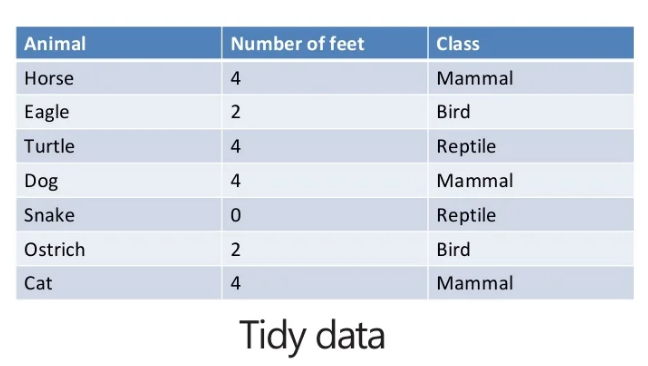 Animal Number of feet Class
Horse 4 Mammal
Eagle 2 Bird
Turtle 4 Reptile
Dog 4 Mammal
Snake 0 Reptile
Ostrich 2 Bird
Cat 4 Mammal
Tidy data